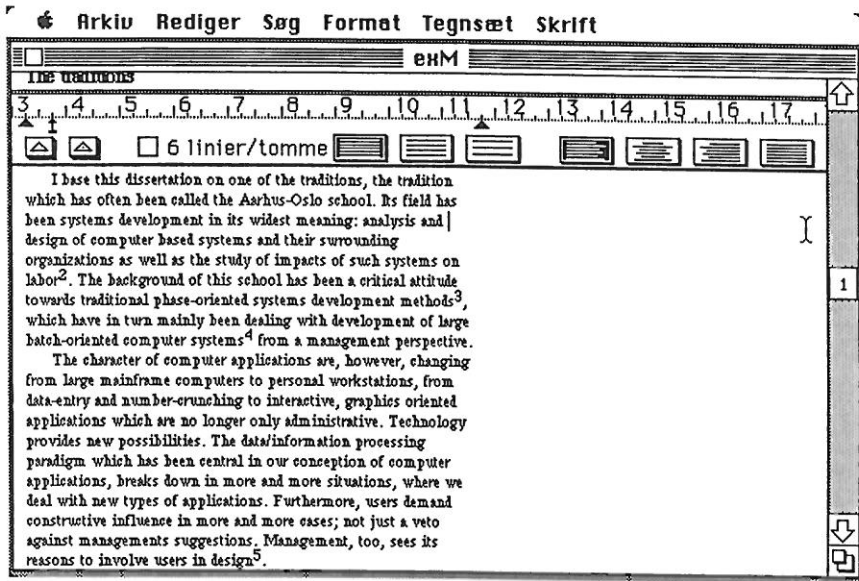 Arkiv Rediger Søg Format Tegnsæt Skrift
exM
The traditions
3 4 5 6 7 8 9 10 11 12 13 14 15 16 17
6 linier/tomme
I base this dissertation on one of the traditions, the tradition
which has often been called the Aarhus-Oslo school. Its field has
been systems development in its widest meaning: analysis and
design of computer based systems and their surrounding
organizations as well as the study of impacts of such systems on
labor2. The background of this school has been a critical attitude
towards traditional phase-oriented systems development methods3,
which have in turn mainly been dealing with development of large
batch-oriented computer systems4 from a management perspective.
The character of computer applications are, however, changing
from large mainframe computers to personal workstations, from
data-entry and number-crunching to interactive, graphics oriented
applications which are no longer only administrative. Technology
provides new possibilities. The data/information processing
paradigm which has been central in our conception of computer
applications, breaks down in more and more situations, where we
deal with new types of applications. Furthermore, users demand
constructive influence in more and more cases; not just a veto
against managements suggestions. Management, too, sees its
reasons to involve users in design5.
1